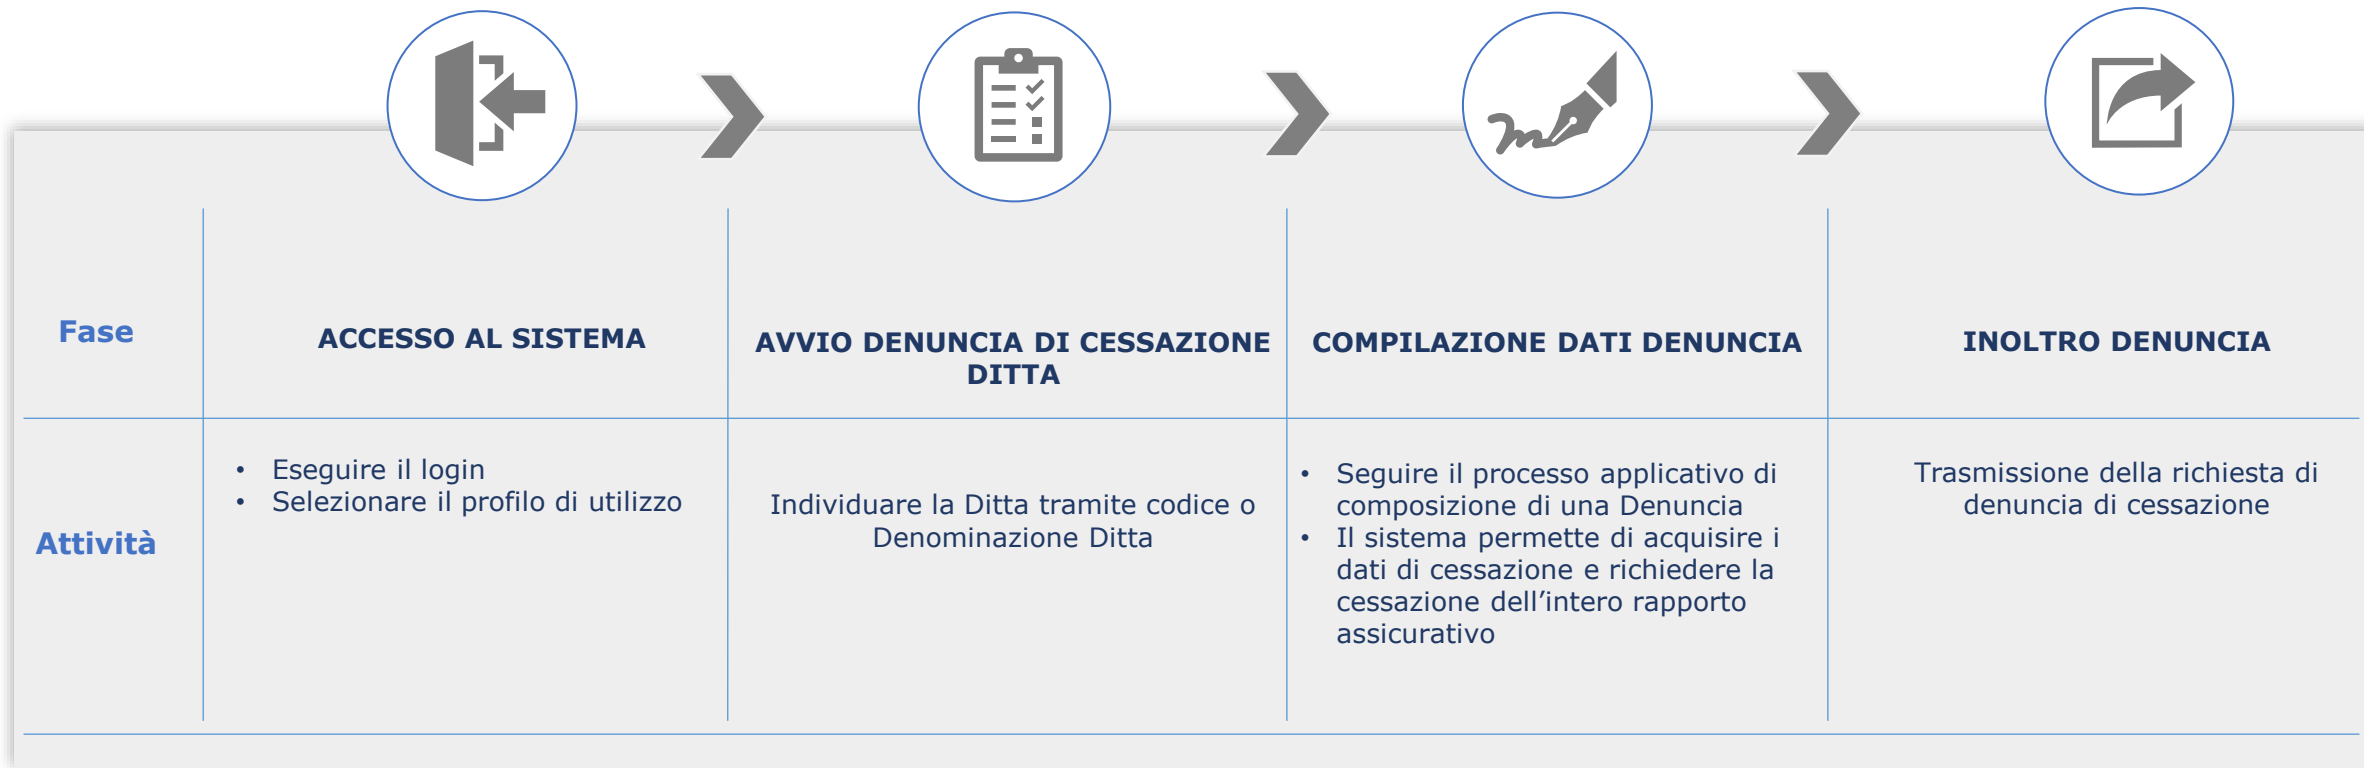 Fase
ACCESSO AL SISTEMA
AVVIO DENUNCIA DI CESSAZIONE
DITTA
COMPILAZIONE DATI DENUNCIA
INOLTRO DENUNCIA
Attività
• Eseguire il login
• Selezionare il profilo di utilizzo
Individuare la Ditta tramite codice o
Denominazione Ditta
• Seguire il processo applicativo di
composizione di una Denuncia
• Il sistema permette di acquisire i
dati di cessazione e richiedere la
cessazione dell’intero rapporto
assicurativo
Trasmissione della richiesta di
denuncia di cessazione